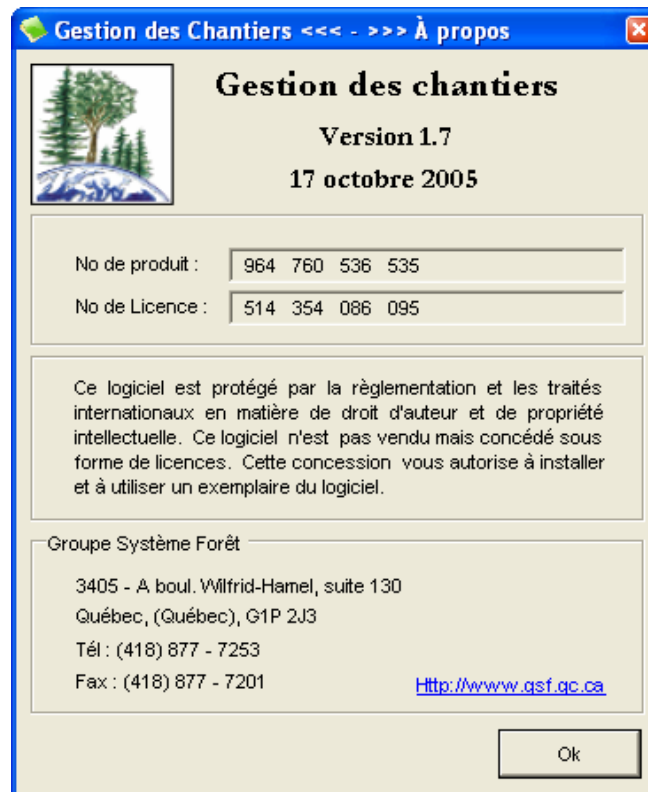 Gestion des Chantiers <<< - >>> À propos
Gestion des chantiers
Version 1.7
17 octobre 2005
No de produit : 964 760 536 535
No de Licence : 514 354 086 095
Ce logiciel est protégé par la règlementation et les traités
internationaux en matière de droit d'auteur et de propriété
intellectuelle. Ce logiciel n'est pas vendu mais concédé sous
forme de licences. Cette concession vous autorise à installer
et à utiliser un exemplaire du logiciel.
Groupe Système Forêt
3405 - A boul. Wilfrid-Hamel, suite 130
Québec, (Québec), G1P 2J3
Tél : (418) 877 - 7253
Fax : (418) 877 - 7201
Http://www.gsf.qc.ca
Ok